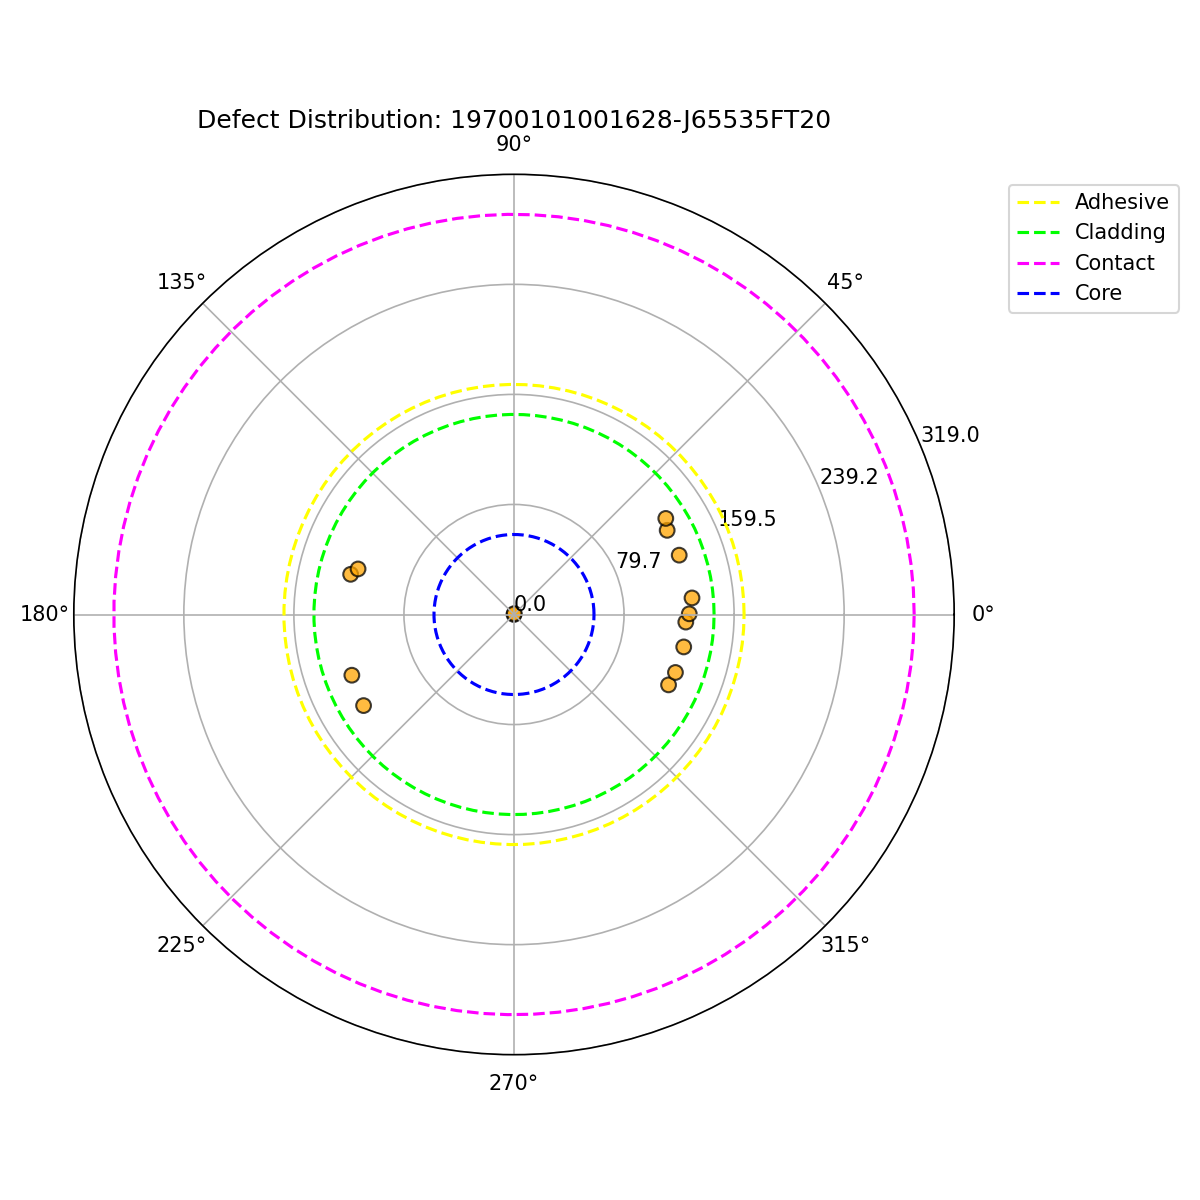 Defect Distribution: 19700101001628-J65535FT20
90°
135°
45°
180°
0°
225°
315°
270°
0.0
79.7
159.5
239.2
319.0
Adhesive
Cladding
Contact
Core